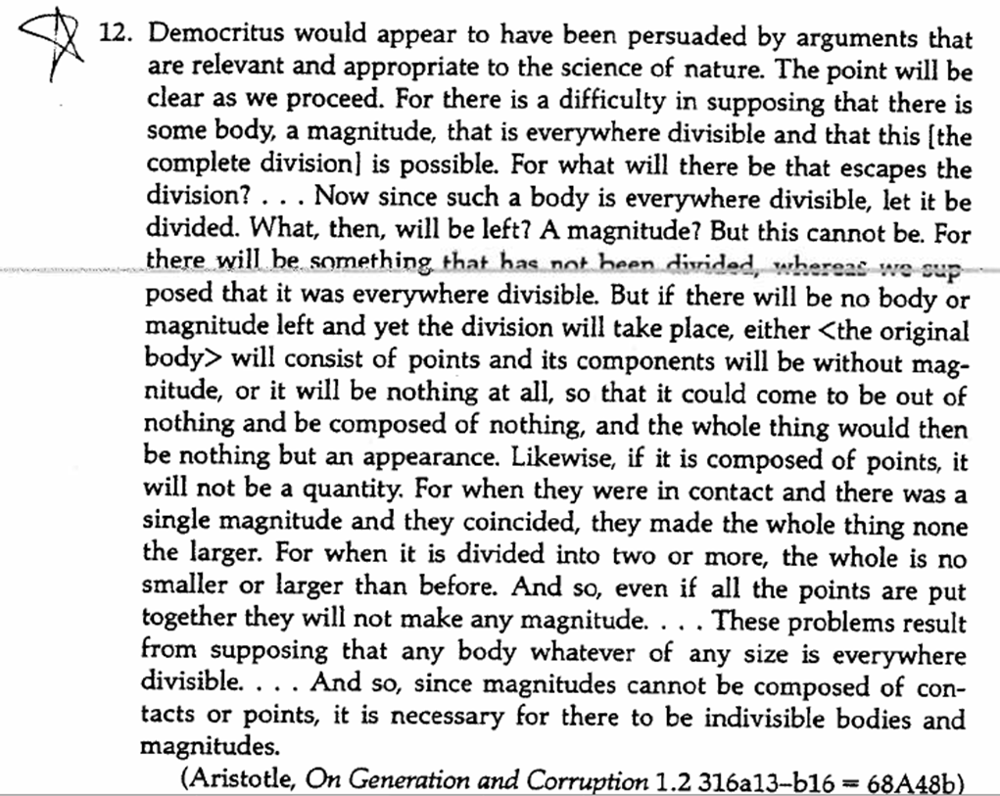 12. Democritus would appear to have been persuaded by arguments that
are relevant and appropriate to the science of nature. The point will be
clear as we proceed. For there is a difficulty in supposing that there is
some body, a magnitude, that is everywhere divisible and that this [the
complete division] is possible. For what will there be that escapes the
division? . . . Now since such a body is everywhere divisible, let it be
divided. What, then, will be left? A magnitude? But this cannot be. For
there will be something that has not been divided, whereas we sup-
posed that it was everywhere divisible. But if there will be no body or
magnitude left and yet the division will take place, either <the original
body> will consist of points and its components will be without mag-
nitude, or it will be nothing at all, so that it could come to be out of
nothing and be composed of nothing, and the whole thing would then
be nothing but an appearance. Likewise, if it is composed of points, it
will not be a quantity. For when they were in contact and there was a
single magnitude and they coincided, they made the whole thing none
the larger. For when it is divided into two or more, the whole is no
smaller or larger than before. And so, even if all the points are put
together they will not make any magnitude. . . . These problems result
from supposing that any body whatever of any size is everywhere
divisible. . . . And so, since magnitudes cannot be composed of con-
tacts or points, it is necessary for there to be indivisible bodies and
magnitudes.
(Aristotle, On Generation and Corruption 1.2 316a13–b16 = 68A48b)